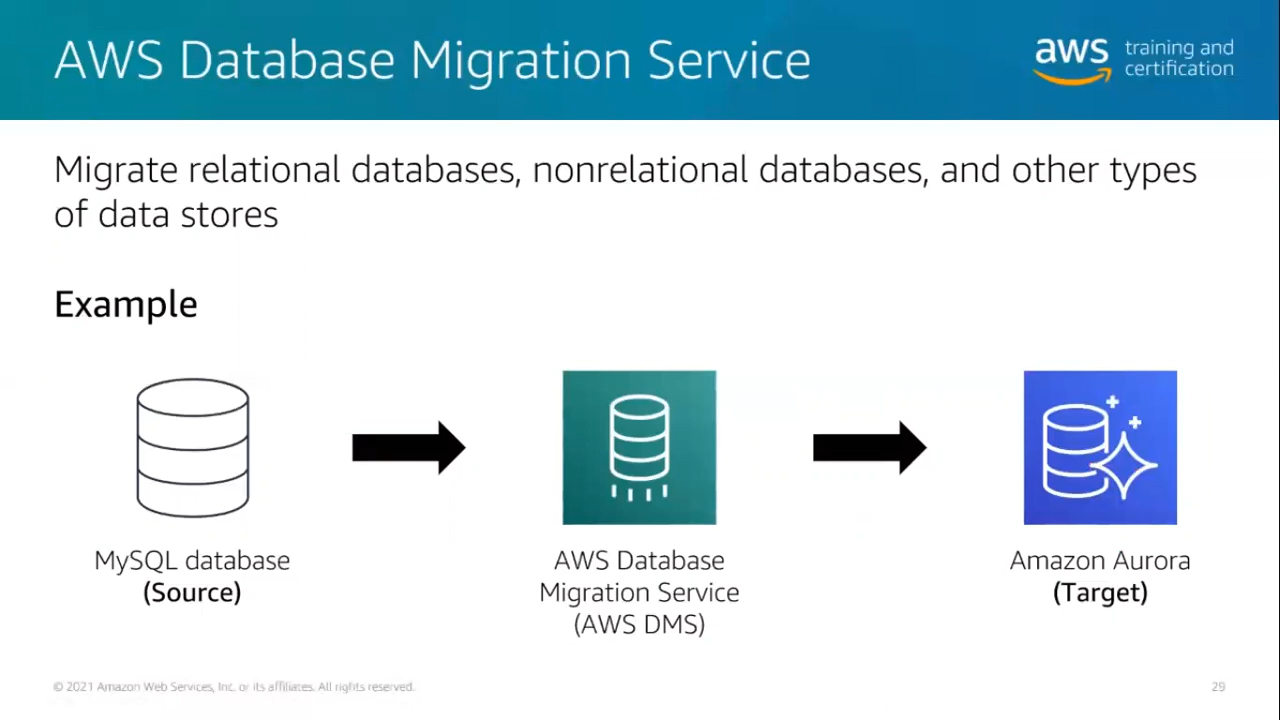 AWS Database Migration Service
aws training and
certification
Migrate relational databases, nonrelational databases, and other types
of data stores
Example
MySQL database
(Source)
AWS Database
Migration Service
(AWS DMS)
Amazon Aurora
(Target)
© 2021 Amazon Web Services, Inc. or its affiliates. All rights reserved.
29